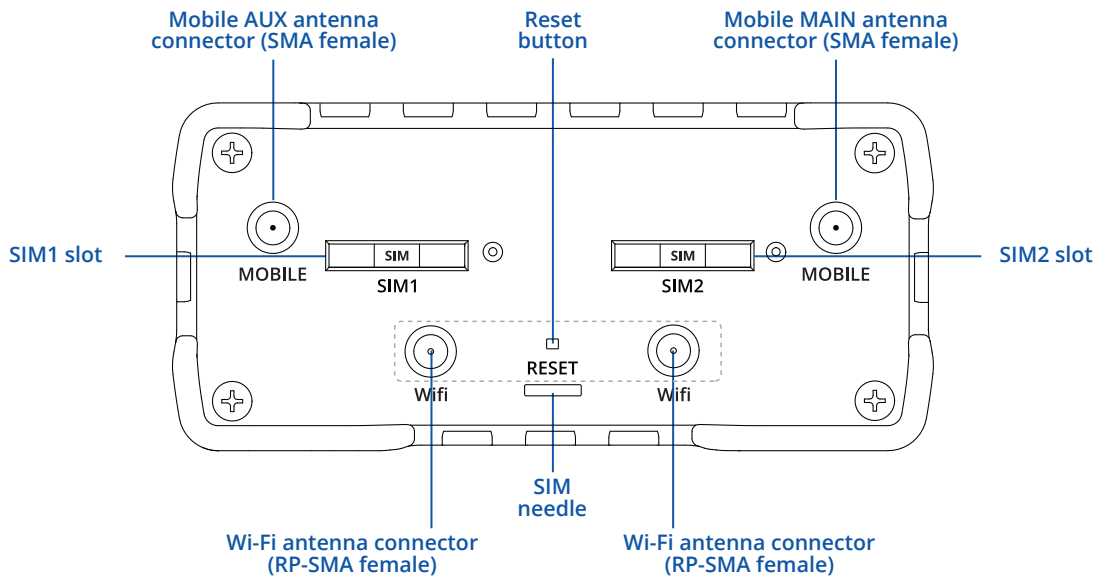 Mobile AUX antenna
connector (SMA female)
Reset
button
Mobile MAIN antenna
connector (SMA female)
SIM1 slot
MOBILE
SIM
SIM1
SIM
SIM2
MOBILE
SIM2 slot
RESET
Wifi
Wifi
SIM
needle
Wi-Fi antenna connector
(RP-SMA female)
Wi-Fi antenna connector
(RP-SMA female)